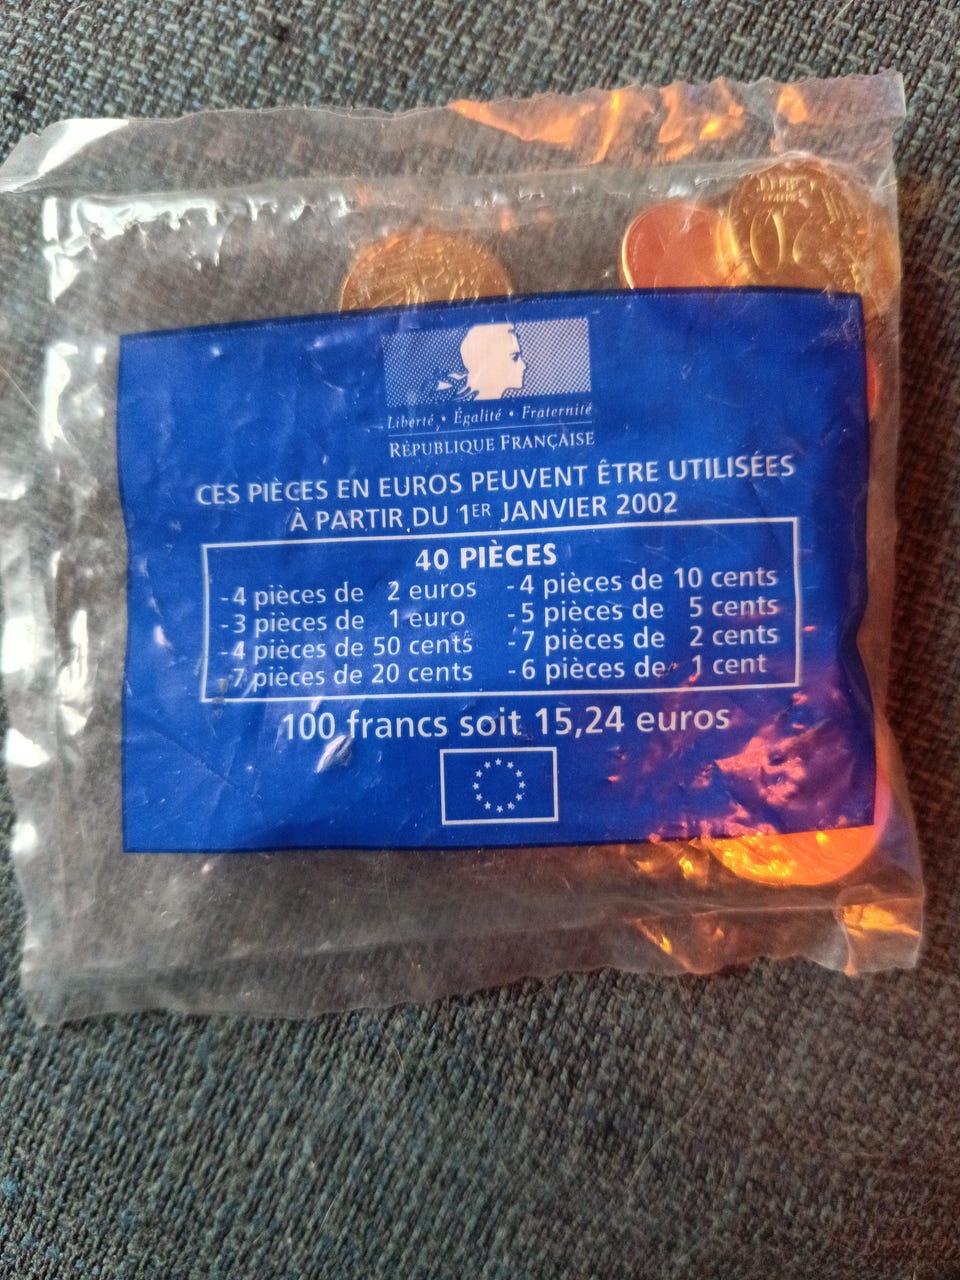 Liberté • Égalité • Fraternité
RÉPUBLIQUE FRANÇAISE
CES PIÈCES EN EUROS PEUVENT ÊTRE UTILISÉES
À PARTIR DU 1ER JANVIER 2002
40 PIÈCES
-4 pièces de 2 euros -4 pièces de 10 cents
-3 pièces de 1 euro -5 pièces de 5 cents
-4 pièces de 50 cents -7 pièces de 2 cents
-7 pièces de 20 cents -6 pièces de 1 cent
100 francs soit 15,24 euros